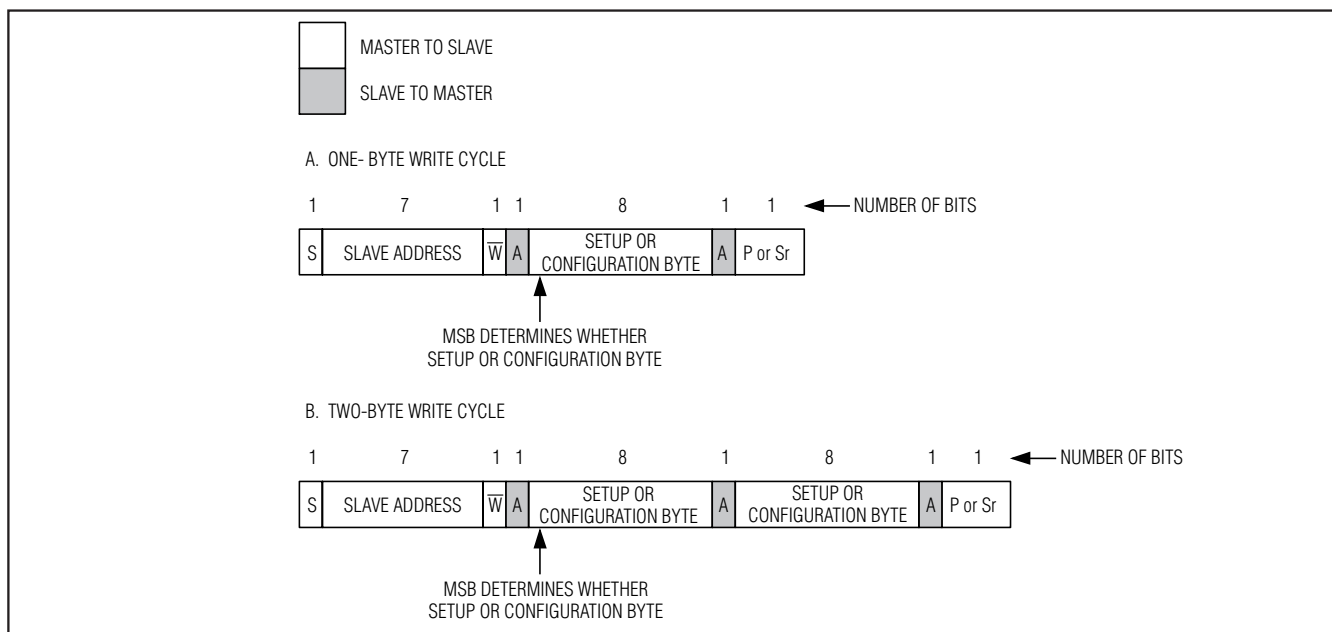 MASTER TO SLAVE
SLAVE TO MASTER
A. ONE- BYTE WRITE CYCLE
1 7 1 1 8 1 1 NUMBER OF BITS
S SLAVE ADDRESS W̅ A SETUP OR CONFIGURATION BYTE A P or Sr
MSB DETERMINES WHETHER
SETUP OR CONFIGURATION BYTE
B. TWO-BYTE WRITE CYCLE
1 7 1 1 8 1 8 1 1 NUMBER OF BITS
S SLAVE ADDRESS W̅ A SETUP OR CONFIGURATION BYTE A SETUP OR CONFIGURATION BYTE A P or Sr
MSB DETERMINES WHETHER
SETUP OR CONFIGURATION BYTE